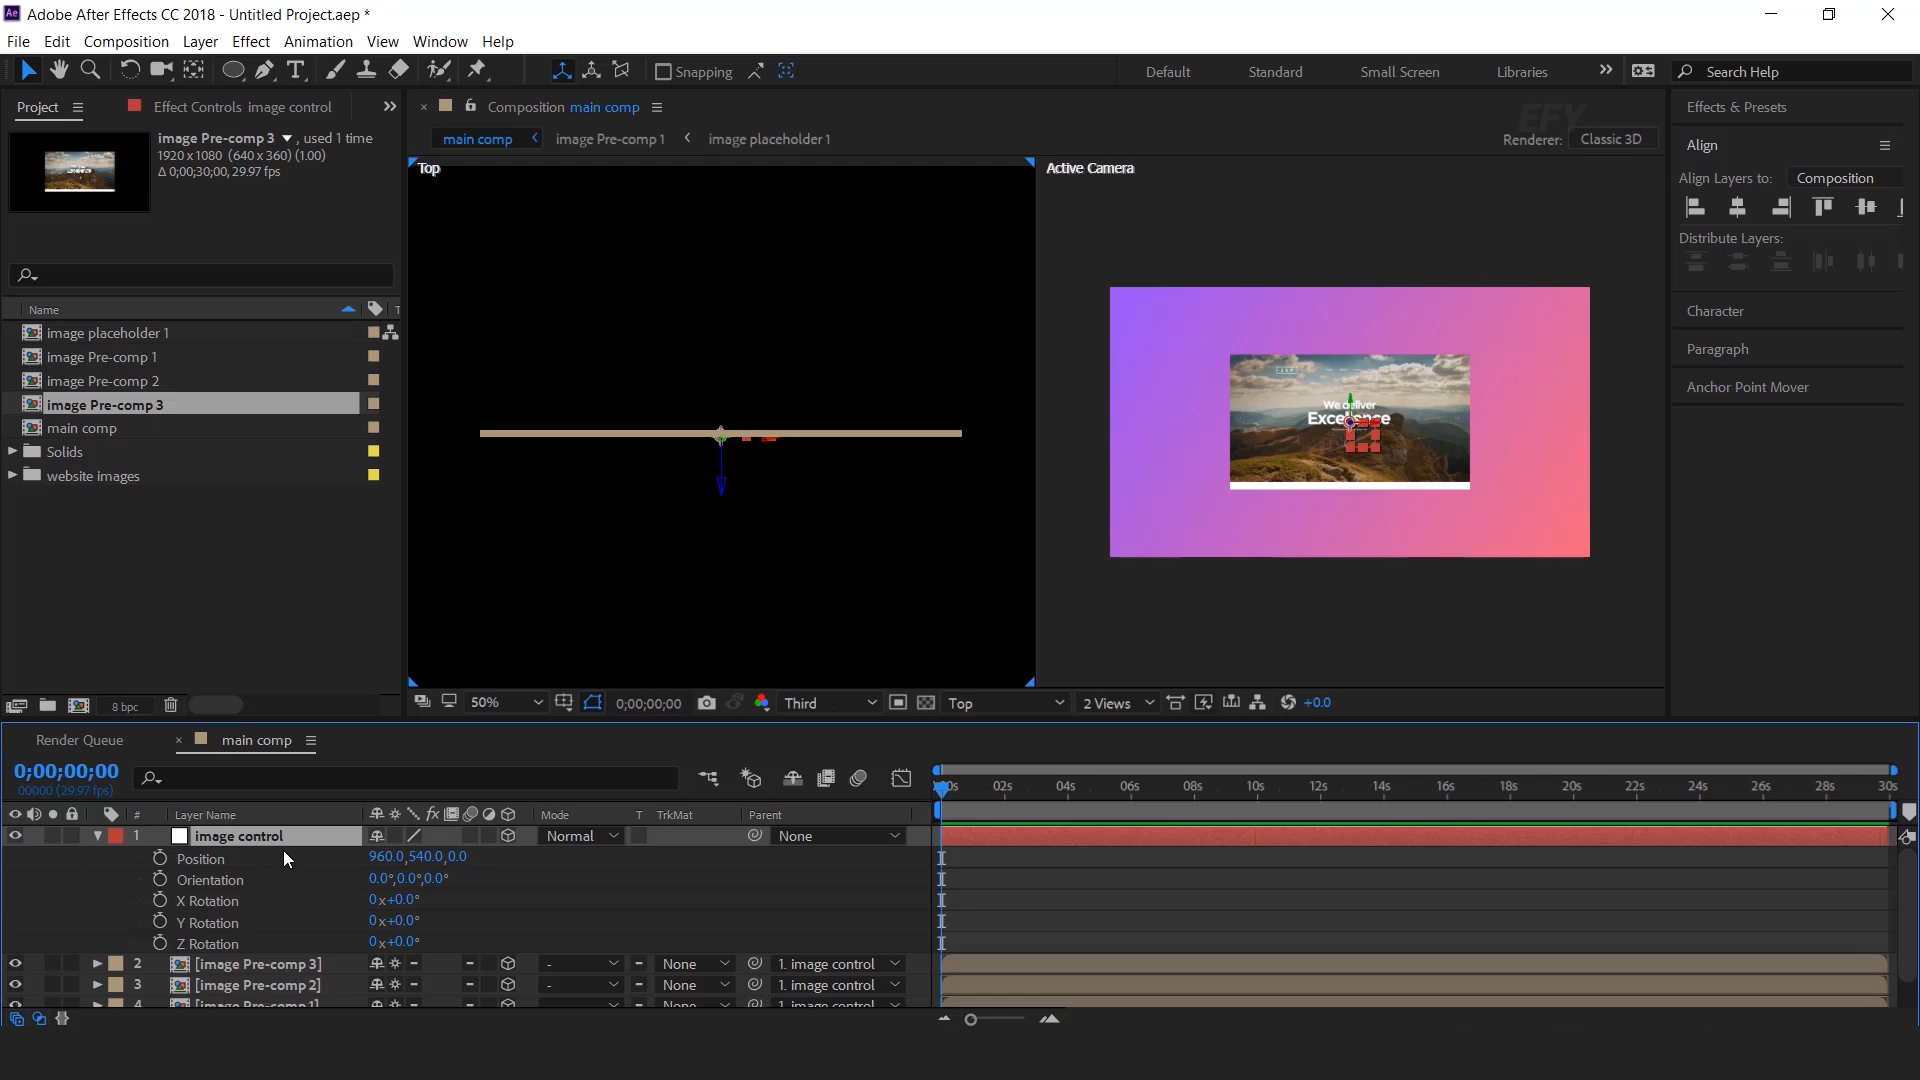 Adobe After Effects CC 2018 - Untitled Project.aep *
File Edit Composition Layer Effect Animation View Window Help
Snapping
Default Standard Small Screen Libraries Search Help
Project Effect Controls image control
Composition main comp
Effects & Presets
EFY
image Pre-comp 3 , used 1 time
1920 x 1080 (640 x 360) (1.00)
Δ 0;00;30;00, 29.97 fps
main comp image Pre-comp 1 image placeholder 1
Renderer: Classic 3D
Align
Top
Active Camera
Align Layers to: Composition
Distribute Layers:
Name
T
image placeholder 1
image Pre-comp 1
image Pre-comp 2
image Pre-comp 3
main comp
Solids
website images
Character
Paragraph
Anchor Point Mover
We deliver
Excellence
8 bpc
50% 0;00;00;00 Third Top 2 Views +0.0
Render Queue main comp
0;00;00;00
00000 (29.97 fps)
02s 04s 06s 08s 10s 12s 14s 16s 18s 20s 22s 24s 26s 28s 30s
# Layer Name fx Mode T TrkMat Parent
1 image control Normal None
Position 960.0,540.0,0.0
Orientation 0.0°,0.0°,0.0°
X Rotation 0x+0.0°
Y Rotation 0x+0.0°
Z Rotation 0x+0.0°
2 [image Pre-comp 3] - None 1. image control
3 [image Pre-comp 2] - None 1. image control
4 [image Pre-comp 1] - None 1. image control